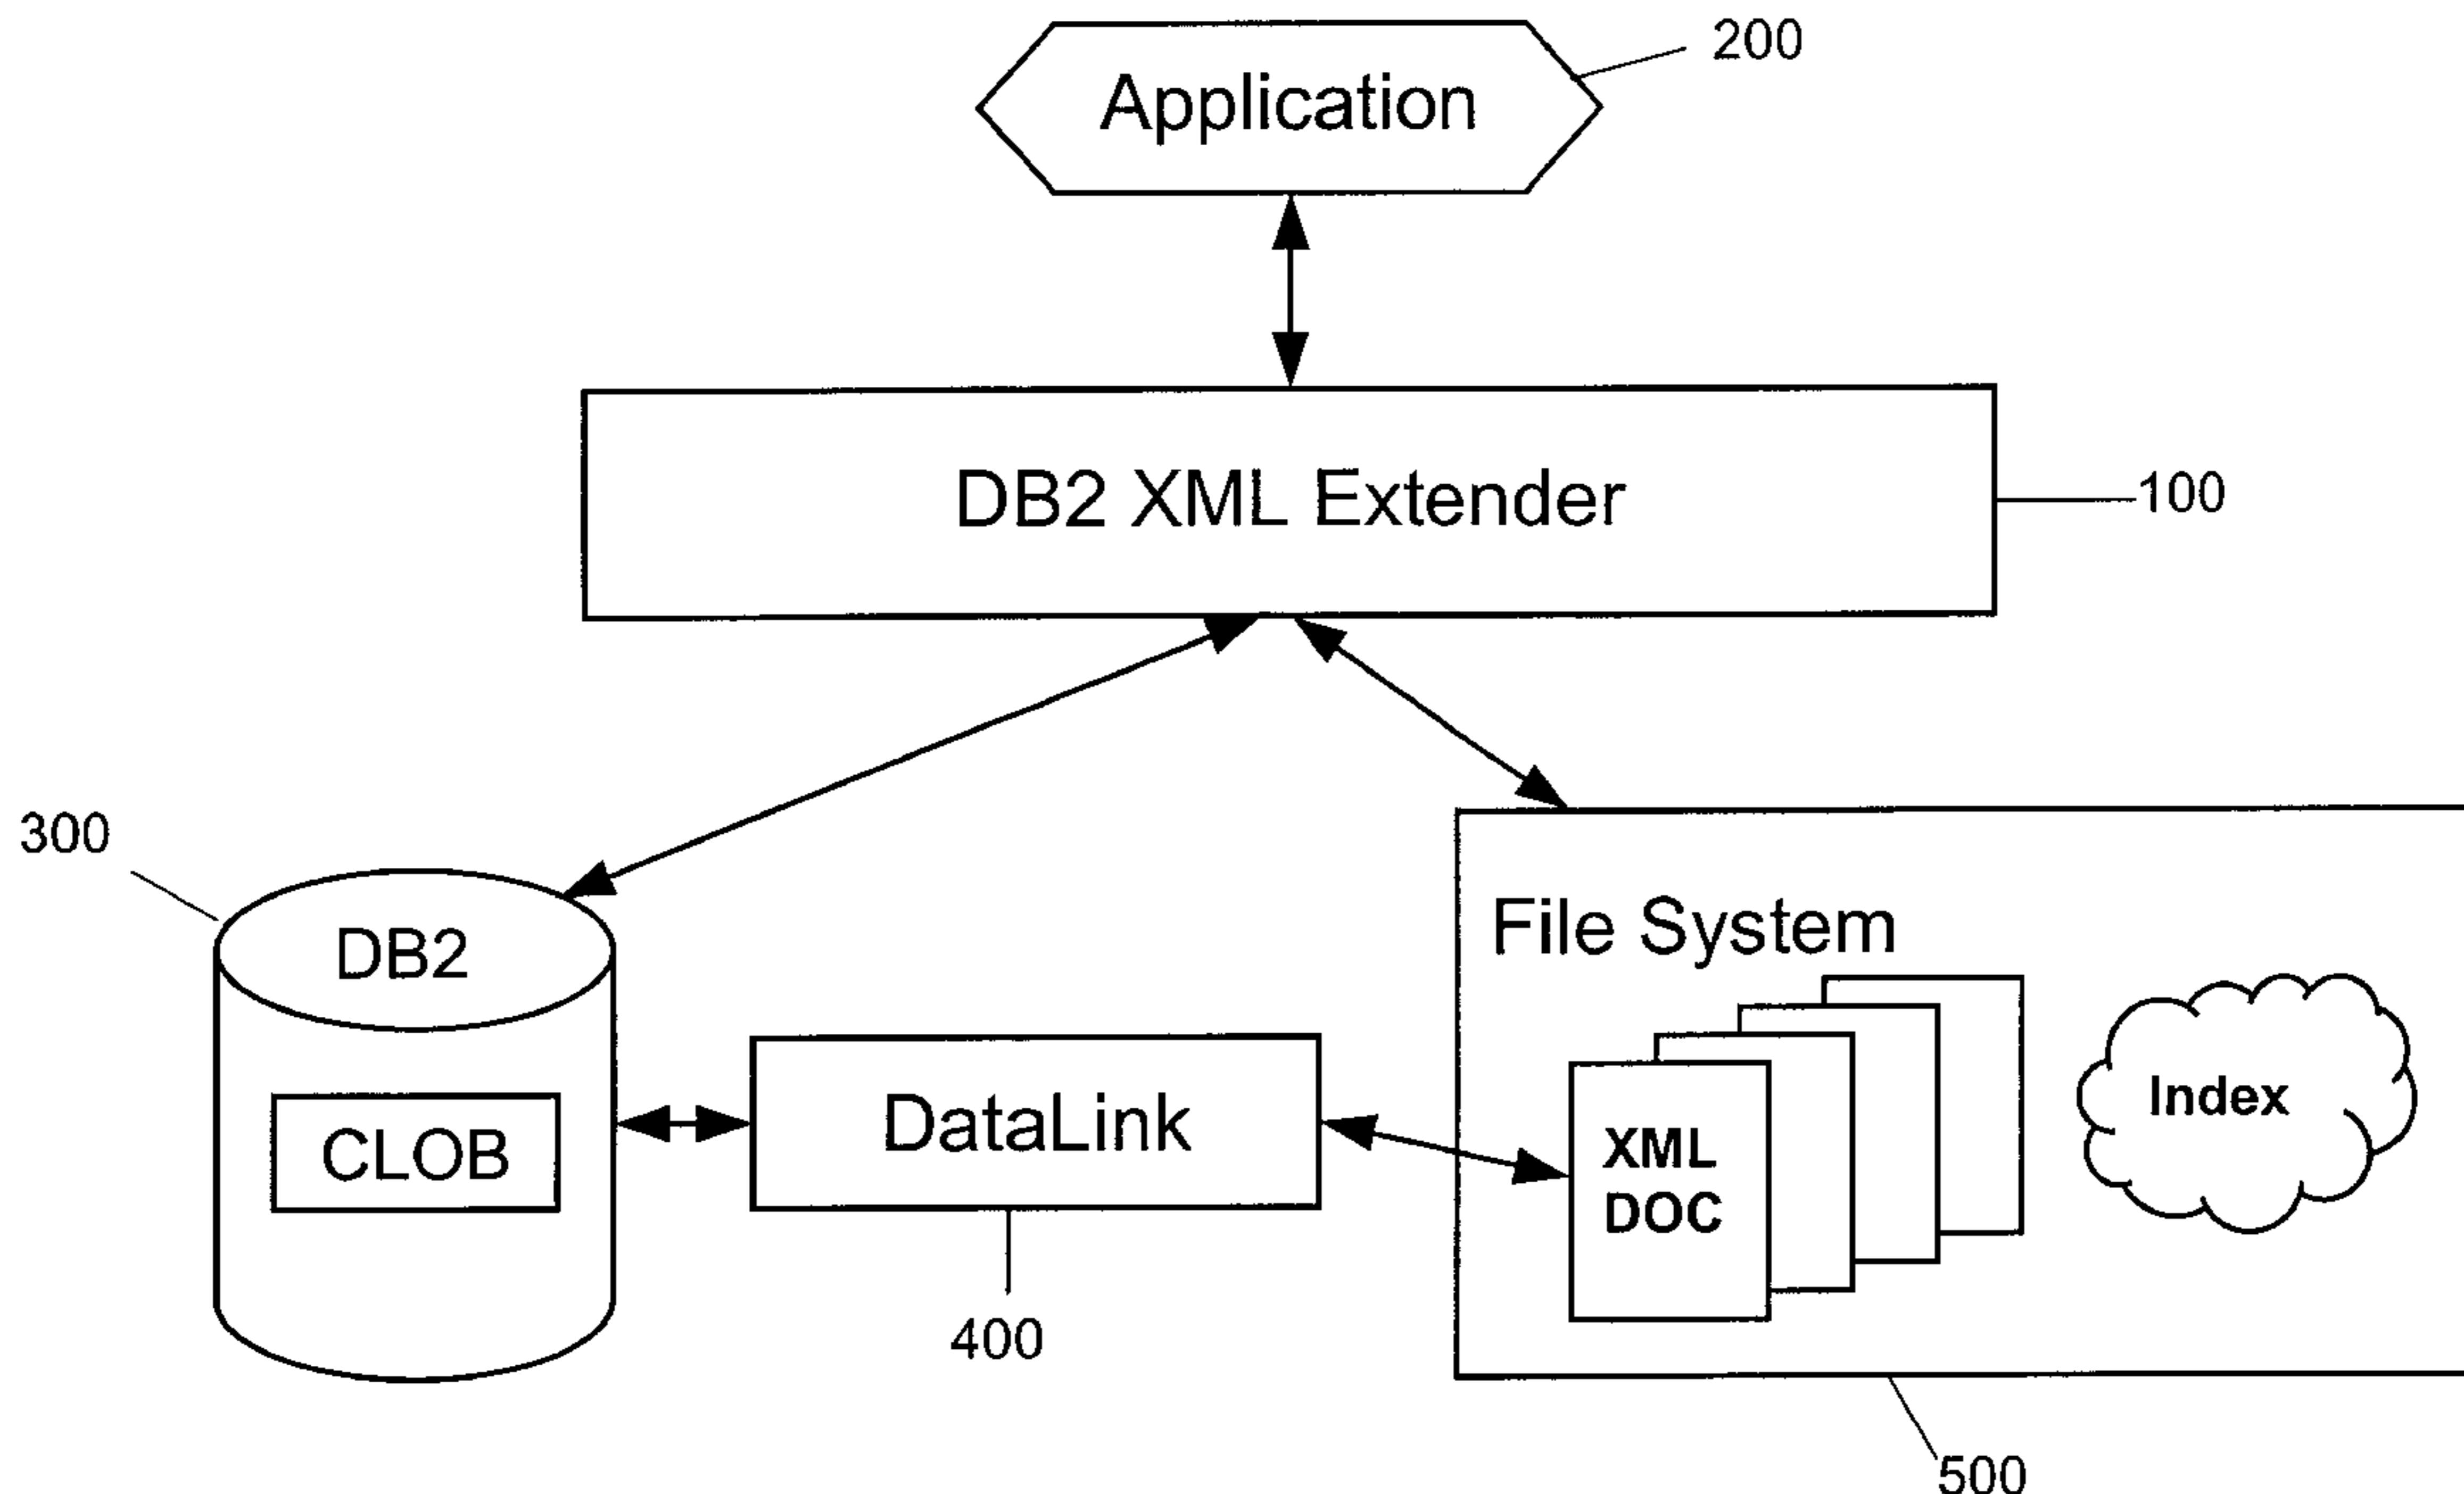 200
Application
DB2 XML Extender
100
300
DB2
File System
CLOB
DataLink
XML
DOC
Index
400
500